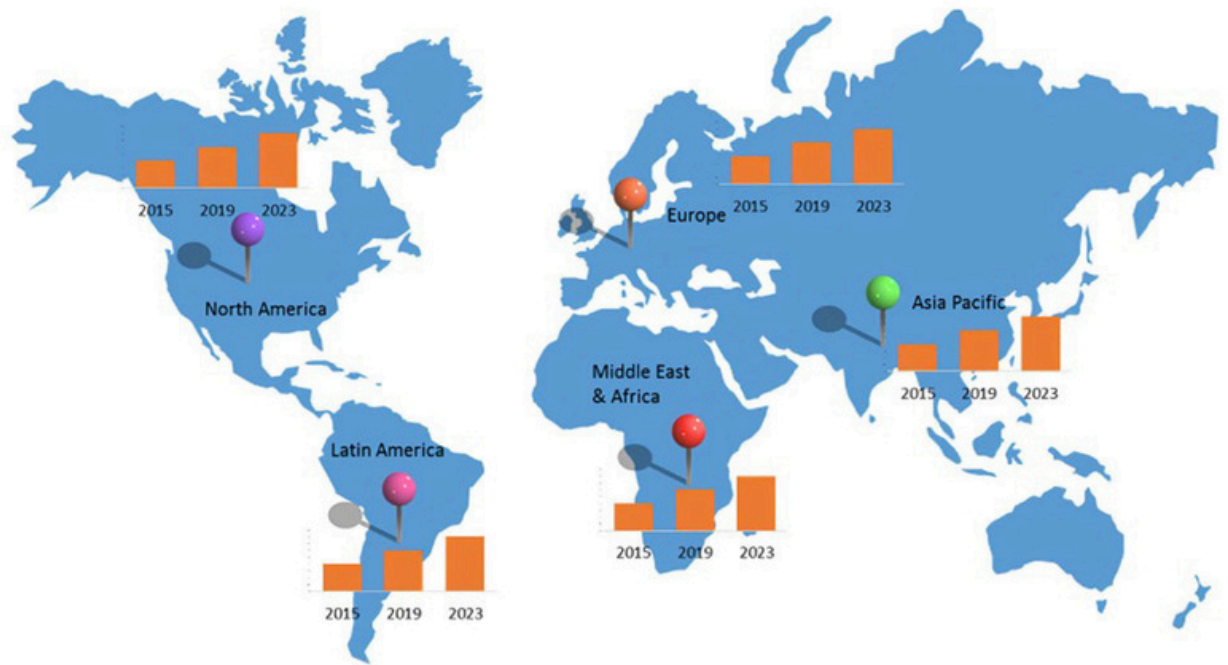 2015 2019 2023
North America
Europe
2015 2019 2023
Asia Pacific
2015 2019 2023
Middle East
& Africa
2015 2019 2023
Latin America
2015 2019 2023